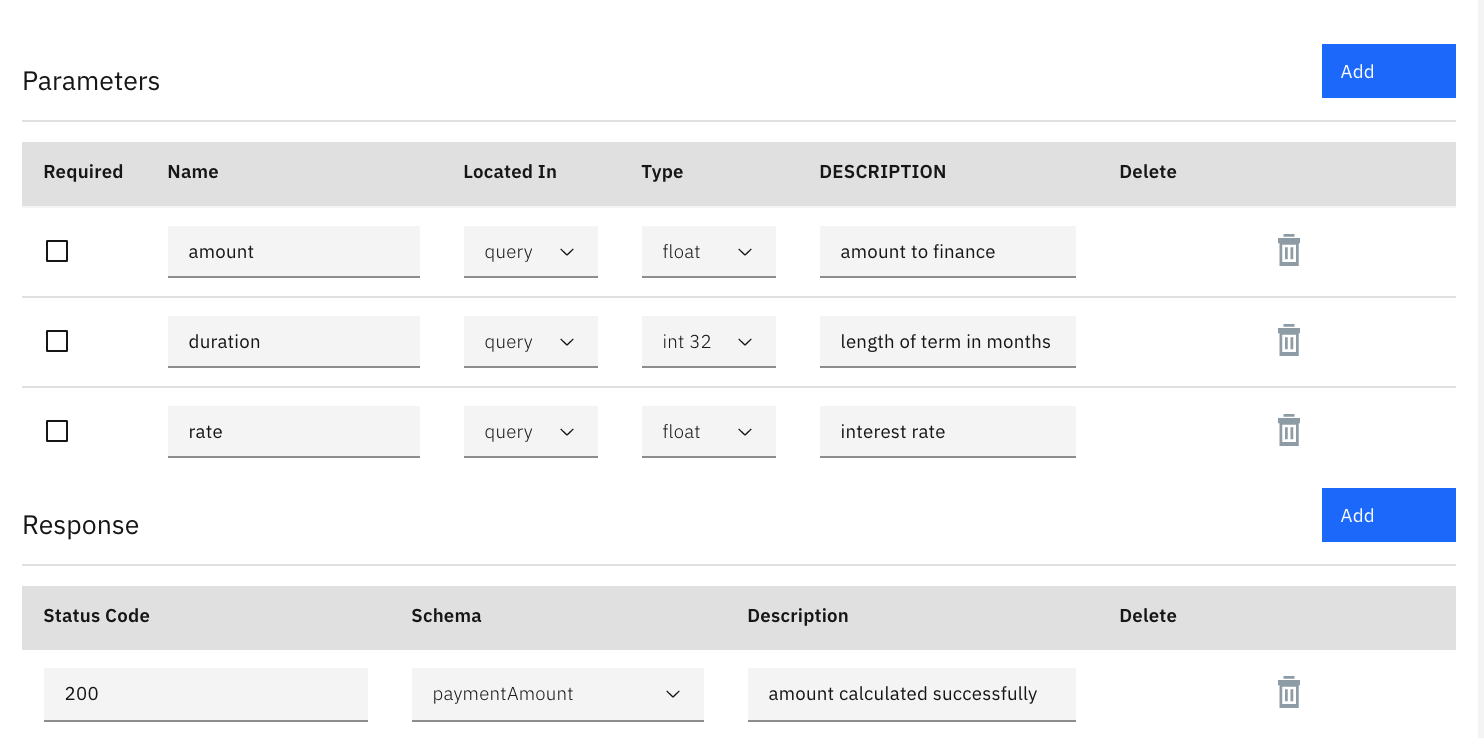 Parameters
Add
Required Name Located In Type DESCRIPTION Delete
amount query float amount to finance
duration query int 32 length of term in months
rate query float interest rate
Response
Add
Status Code Schema Description Delete
200 paymentAmount amount calculated successfully